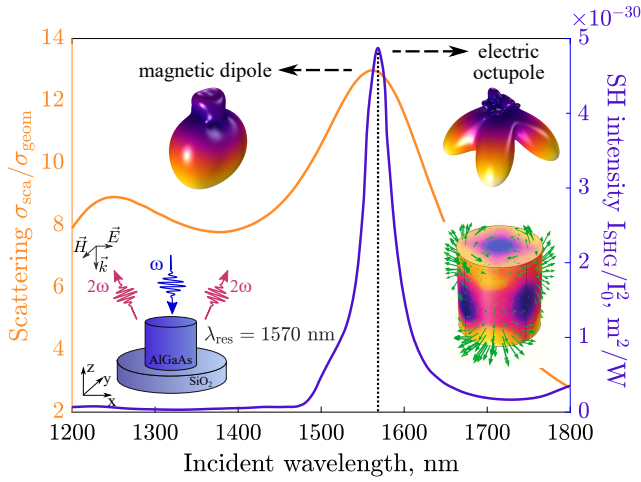 ×10⁻³⁰
14
12
10
8
6
4
2
Scattering σsca/σgeom
5
4
3
2
1
0
SH intensity ISHG/I₀², m²/W
magnetic dipole
electric
octupole
H⃗
E⃗
k⃗
ω
2ω
2ω
λres = 1570 nm
AlGaAs
SiO₂
z
y
x
1200
1300
1400
1500
1600
1700
1800
Incident wavelength, nm